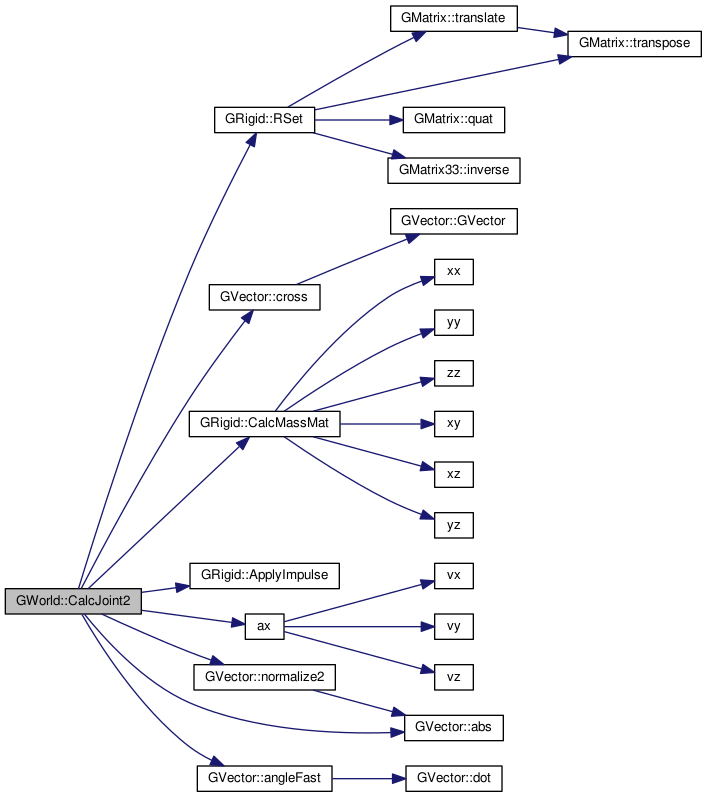 GMatrix::translate
GMatrix::transpose
GRigid::RSet
GMatrix::quat
GMatrix33::inverse
GVector::GVector
xx
GVector::cross
yy
zz
GRigid::CalcMassMat
xy
xz
yz
GRigid::ApplyImpulse
vx
GWorld::CalcJoint2
ax
vy
GVector::normalize2
vz
GVector::abs
GVector::angleFast
GVector::dot